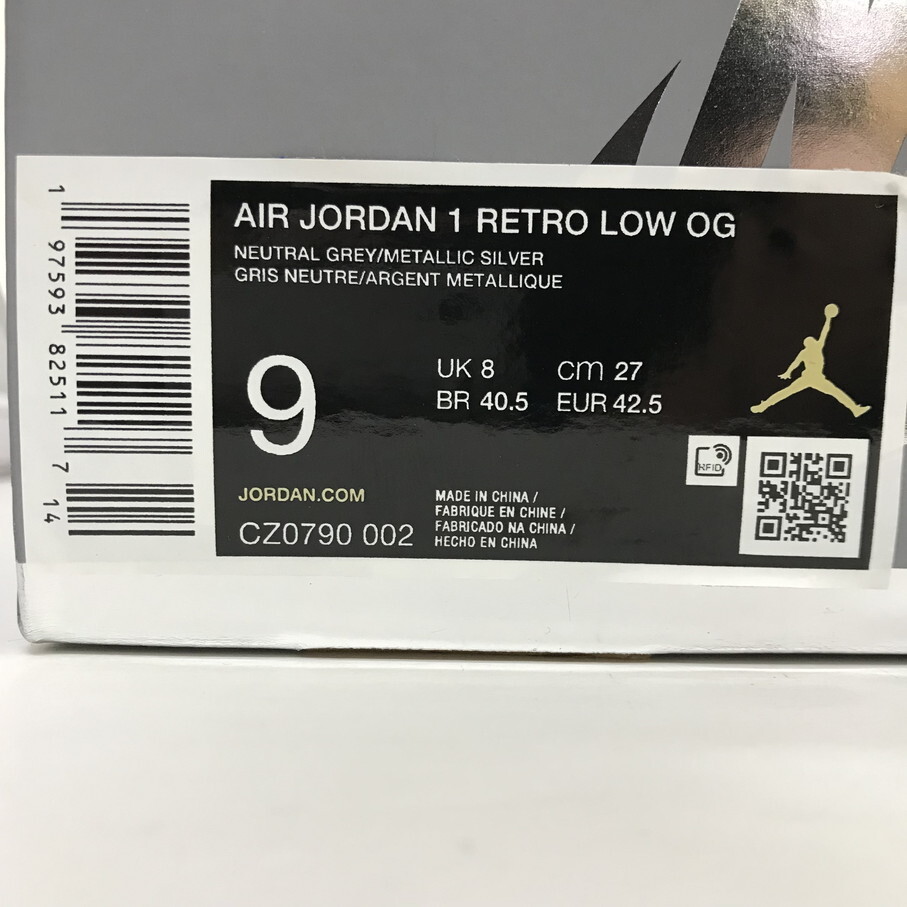 AIR JORDAN 1 RETRO LOW OG
NEUTRAL GREY/METALLIC SILVER
GRIS NEUTRE/ARGENT METALLIQUE
9
UK 8 cm 27
BR 40.5 EUR 42.5
RFID
JORDAN.COM
CZ0790 002
MADE IN CHINA /
FABRIQUE EN CHINE /
FABRICADO NA CHINA /
HECHO EN CHINA
1 97593 82511 7 14